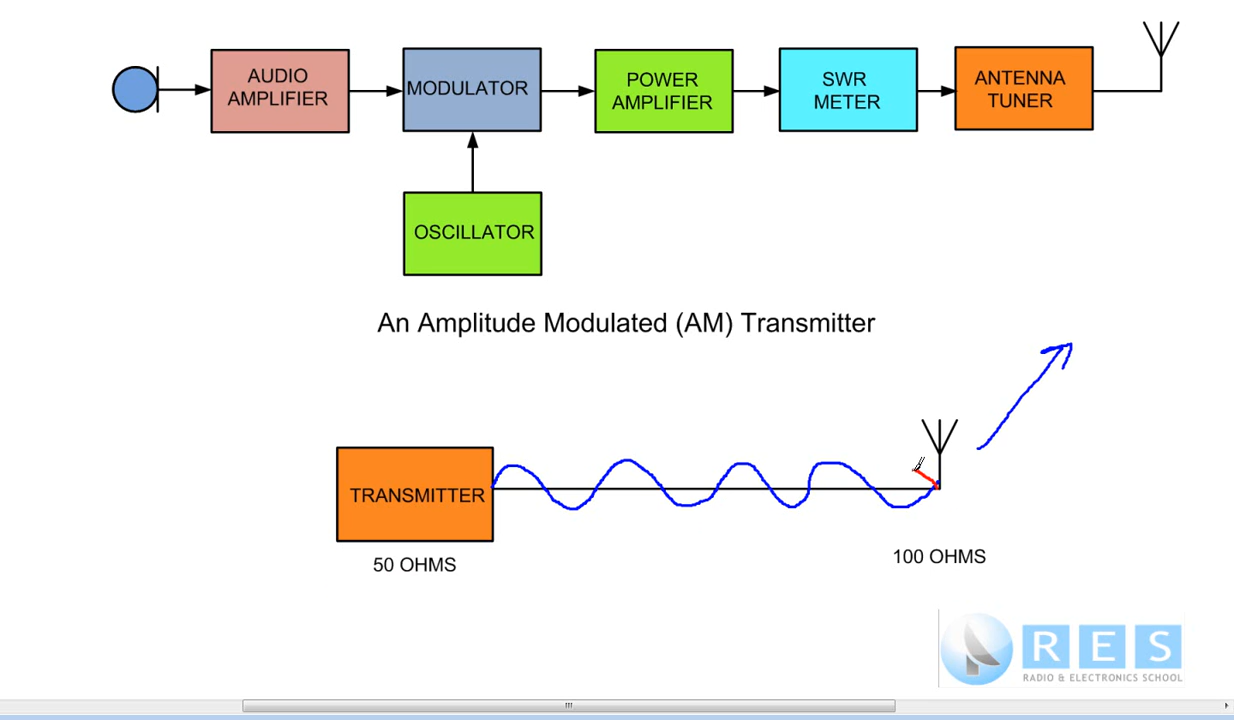 AUDIO
AMPLIFIER
MODULATOR
POWER
AMPLIFIER
SWR
METER
ANTENNA
TUNER
OSCILLATOR
An Amplitude Modulated (AM) Transmitter
TRANSMITTER
50 OHMS
100 OHMS
RES
RADIO & ELECTRONICS SCHOOL